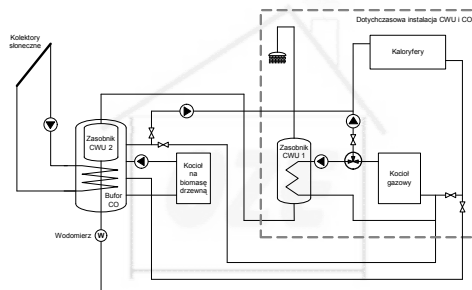 Kolektory
słoneczne
Dotychczasowa instalacja CWU i CO
Kaloryfery
Zasobnik
CWU 2
Zasobnik
CWU 1
Kocioł
na
biomasę
drzewną
Kocioł
gazowy
Bufor
CO
Wodomierz
W